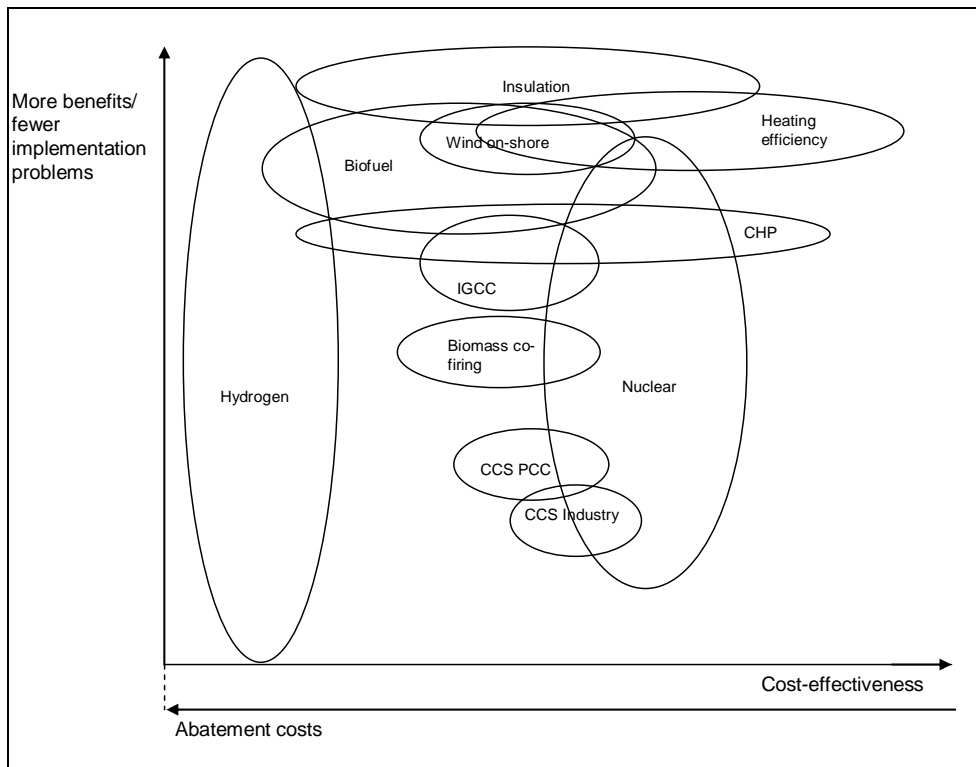 More benefits/
fewer
implementation
problems
Insulation
Heating
efficiency
Wind on-shore
Biofuel
CHP
IGCC
Biomass co-
firing
Nuclear
Hydrogen
CCS PCC
CCS Industry
Cost-effectiveness
Abatement costs